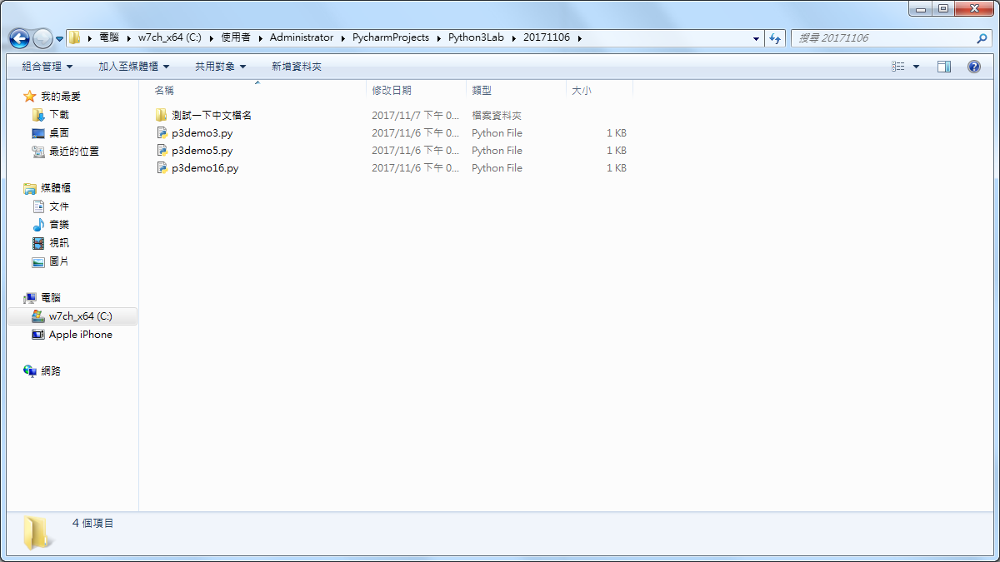 電腦 w7ch_x64 (C:) 使用者 Administrator PycharmProjects Python3Lab 20171106
搜尋 20171106
組合管理 加入至媒體櫃 共用對象 新增資料夾
我的最愛
下載
桌面
最近的位置
媒體櫃
文件
音樂
視訊
圖片
電腦
w7ch_x64 (C:)
Apple iPhone
網路
名稱 修改日期 類型 大小
測試一下中文檔名 2017/11/7 下午 0... 檔案資料夾
p3demo3.py 2017/11/6 下午 0... Python File 1 KB
p3demo5.py 2017/11/6 下午 0... Python File 1 KB
p3demo16.py 2017/11/6 下午 0... Python File 1 KB
4 個項目